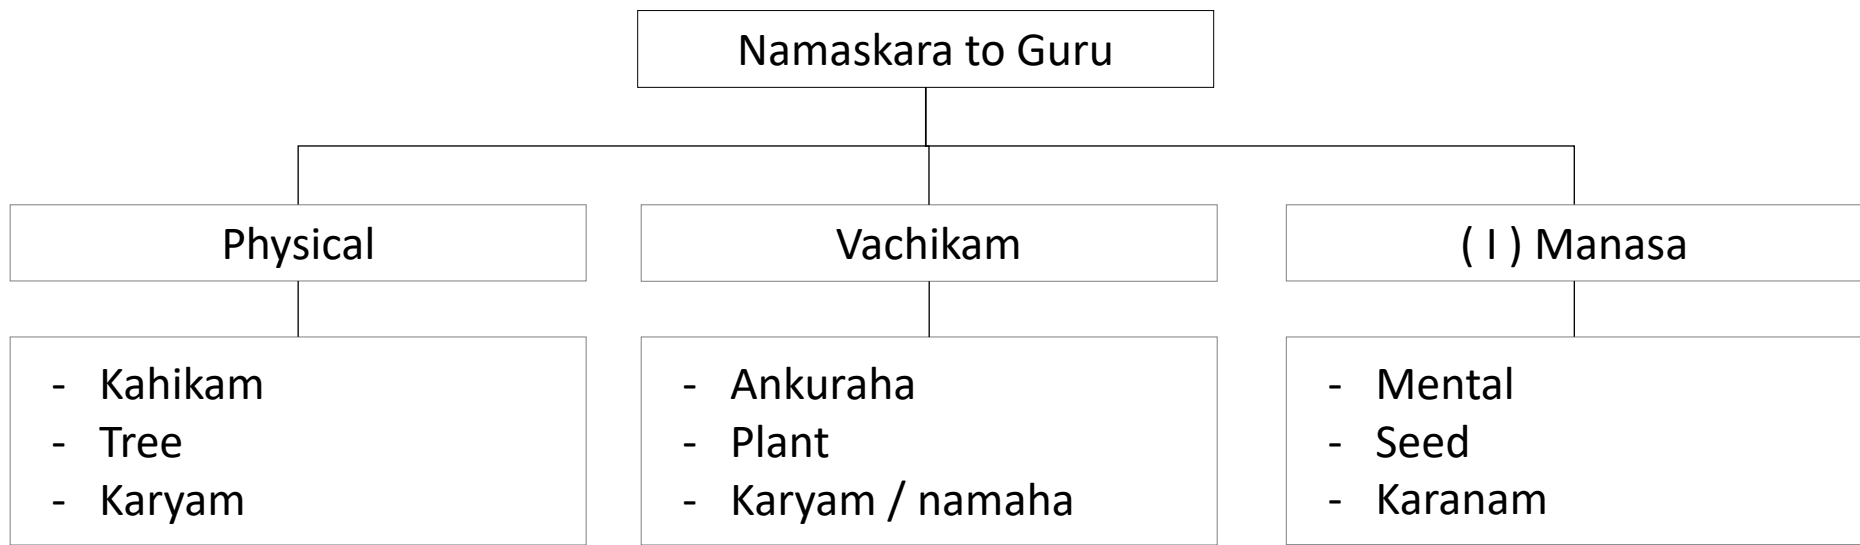 Namaskara to Guru
Physical
Vachikam
( I ) Manasa
- Kahikam
- Tree
- Karyam
- Ankuraha
- Plant
- Karyam / namaha
- Mental
- Seed
- Karanam